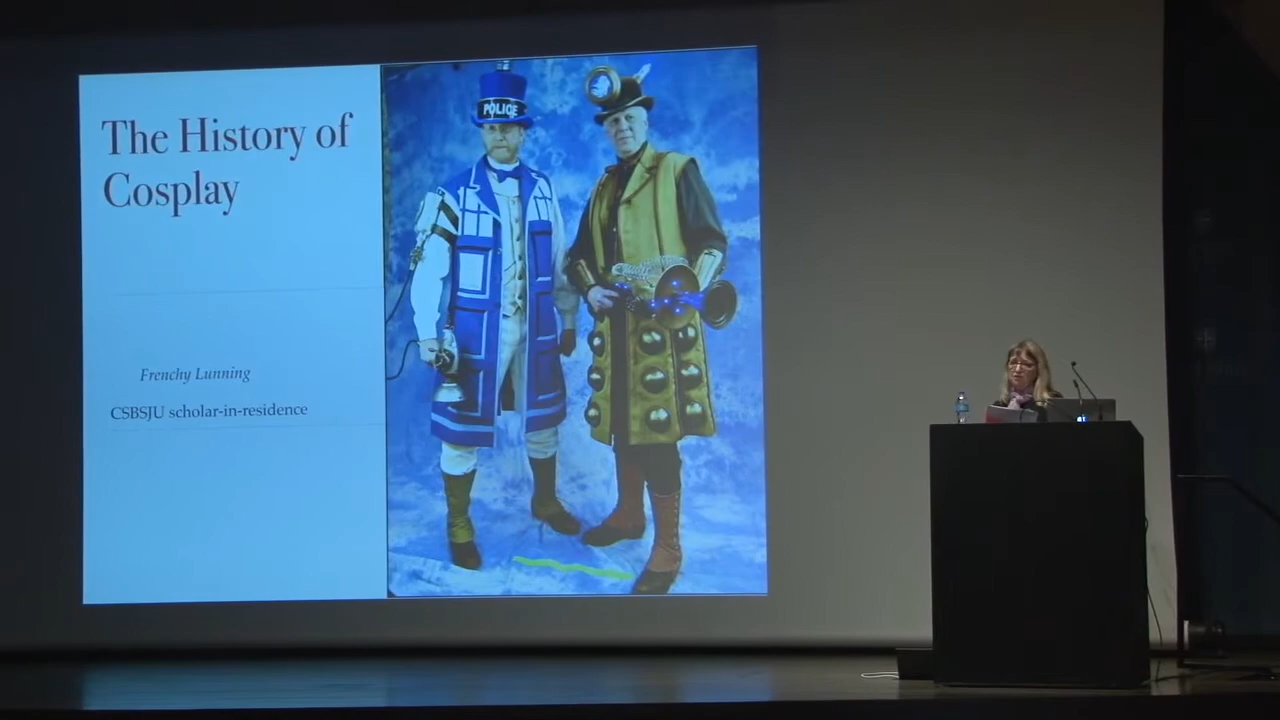 The History of
Cosplay
Frenchy Lunning
CSBSJU scholar-in-residence
POLICE